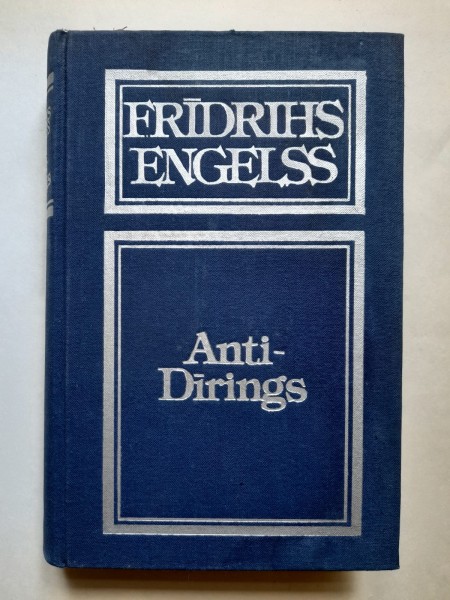 FRĪDRIHS
ENGELSS
Anti-
Dīrings